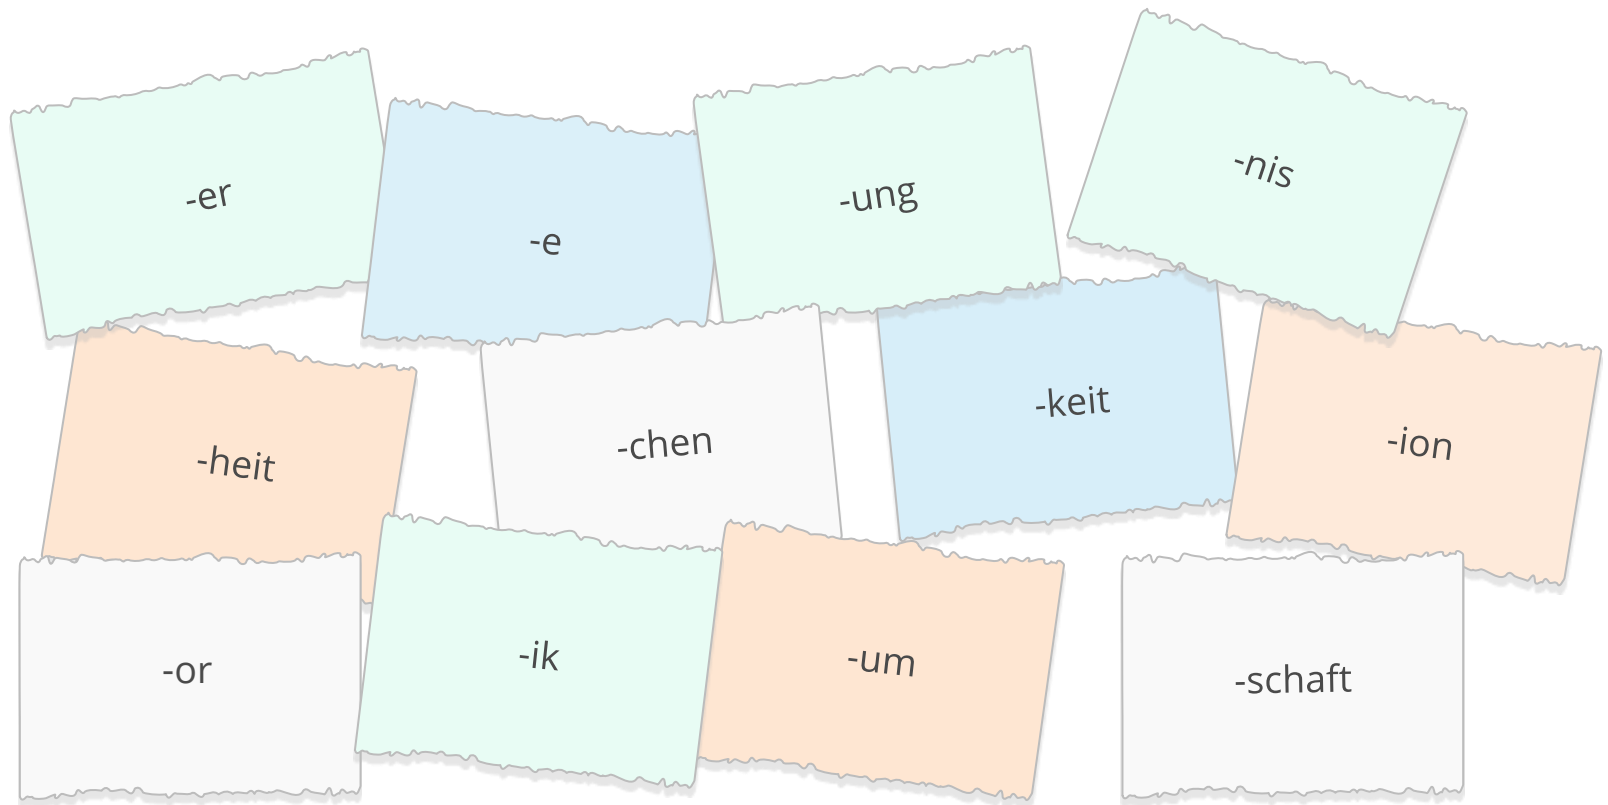 -er
-e
-ung
-nis
-heit
-chen
-keit
-ion
-or
-ik
-um
-schaft